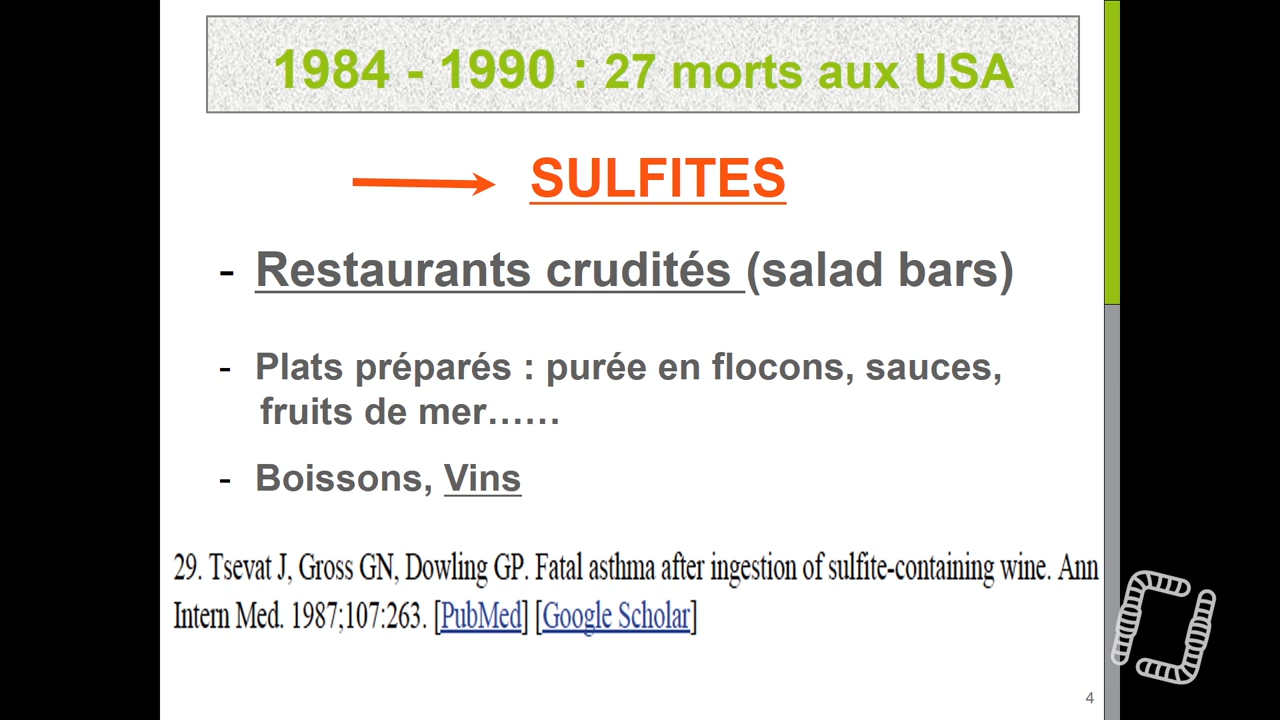 1984 - 1990 : 27 morts aux USA
SULFITES
- Restaurants crudités (salad bars)
- Plats préparés : purée en flocons, sauces,
fruits de mer……
- Boissons, Vins
29. Tsevat J, Gross GN, Dowling GP. Fatal asthma after ingestion of sulfite-containing wine. Ann
Intern Med. 1987;107:263. [PubMed] [Google Scholar]
4